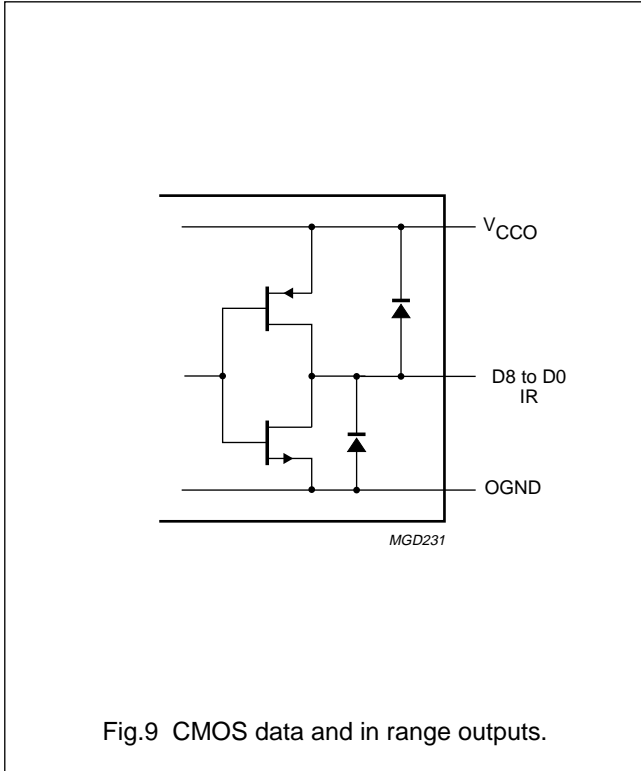 VCCO
D8 to D0
IR
OGND
MGD231
Fig.9 CMOS data and in range outputs.